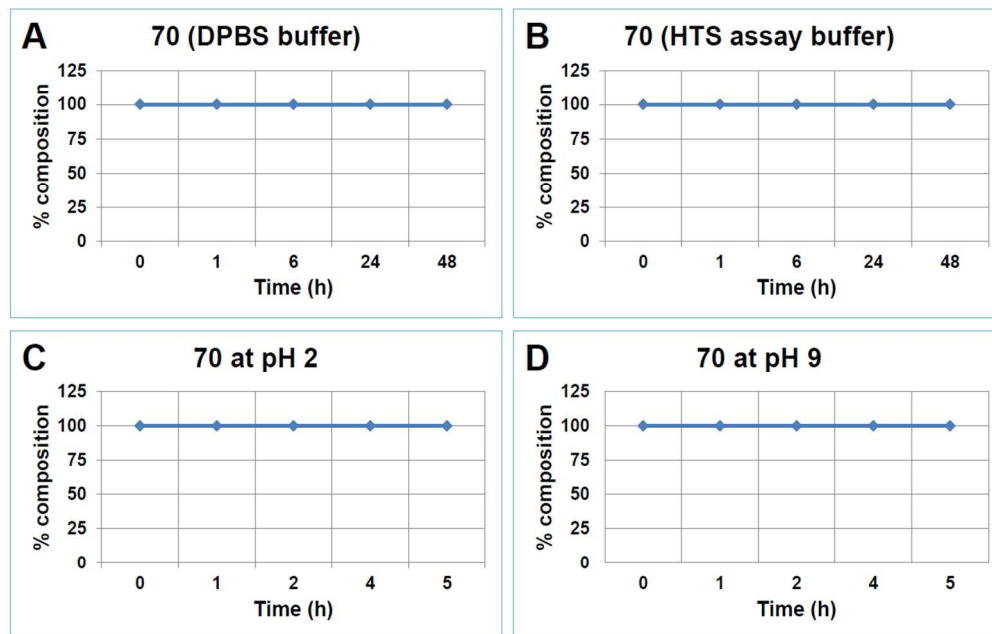 A 70 (DPBS buffer)
125
100
75
50
25
0
% composition
0 1 6 24 48
Time (h)
B 70 (HTS assay buffer)
125
100
75
50
25
0
% composition
0 1 6 24 48
Time (h)
C 70 at pH 2
125
100
75
50
25
0
% composition
0 1 2 4 5
Time (h)
D 70 at pH 9
125
100
75
50
25
0
% composition
0 1 2 4 5
Time (h)